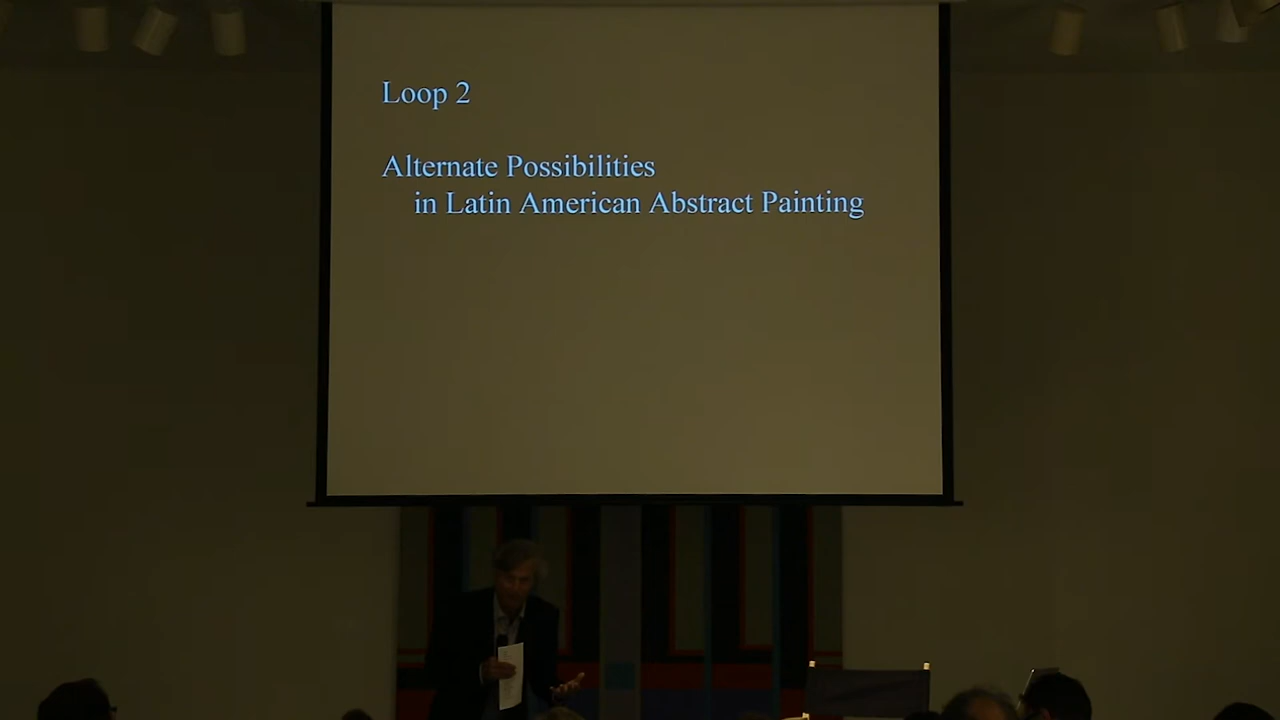 Loop 2
Alternate Possibilities
in Latin American Abstract Painting